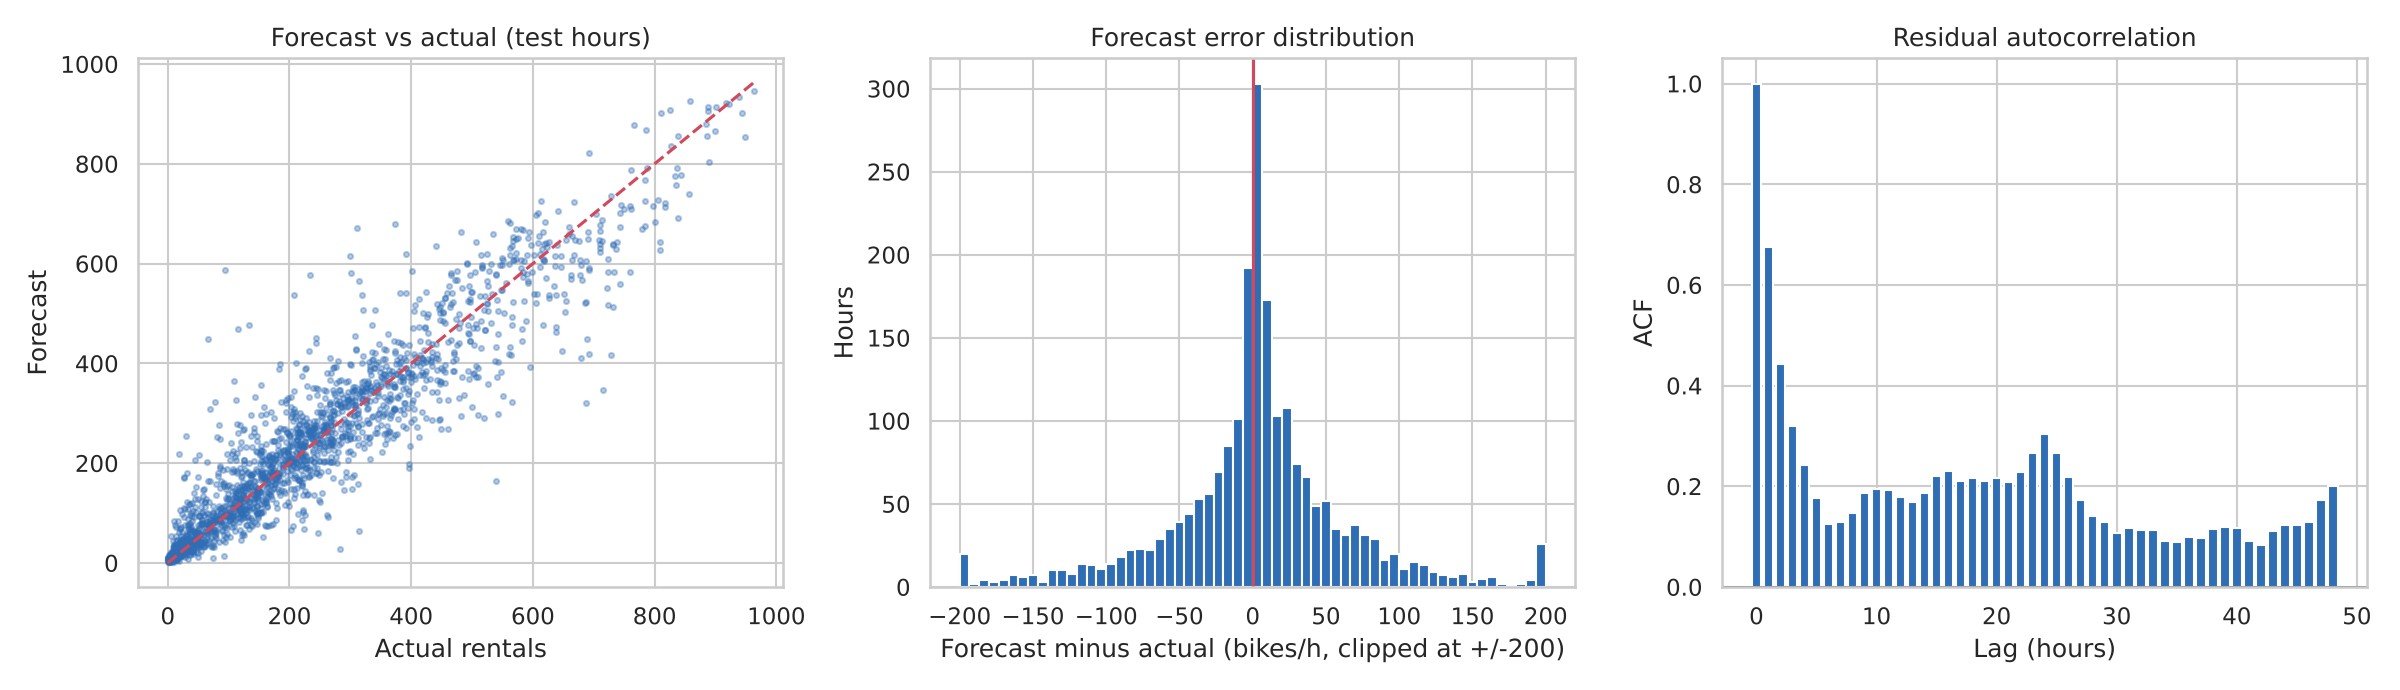 Forecast vs actual (test hours)
1000
800
600
400
200
0
Forecast
0 200 400 600 800 1000
Actual rentals
Forecast error distribution
300
250
200
150
100
50
0
Hours
−200 −150 −100 −50 0 50 100 150 200
Forecast minus actual (bikes/h, clipped at +/-200)
Residual autocorrelation
1.0
0.8
0.6
0.4
0.2
0.0
ACF
0 10 20 30 40 50
Lag (hours)